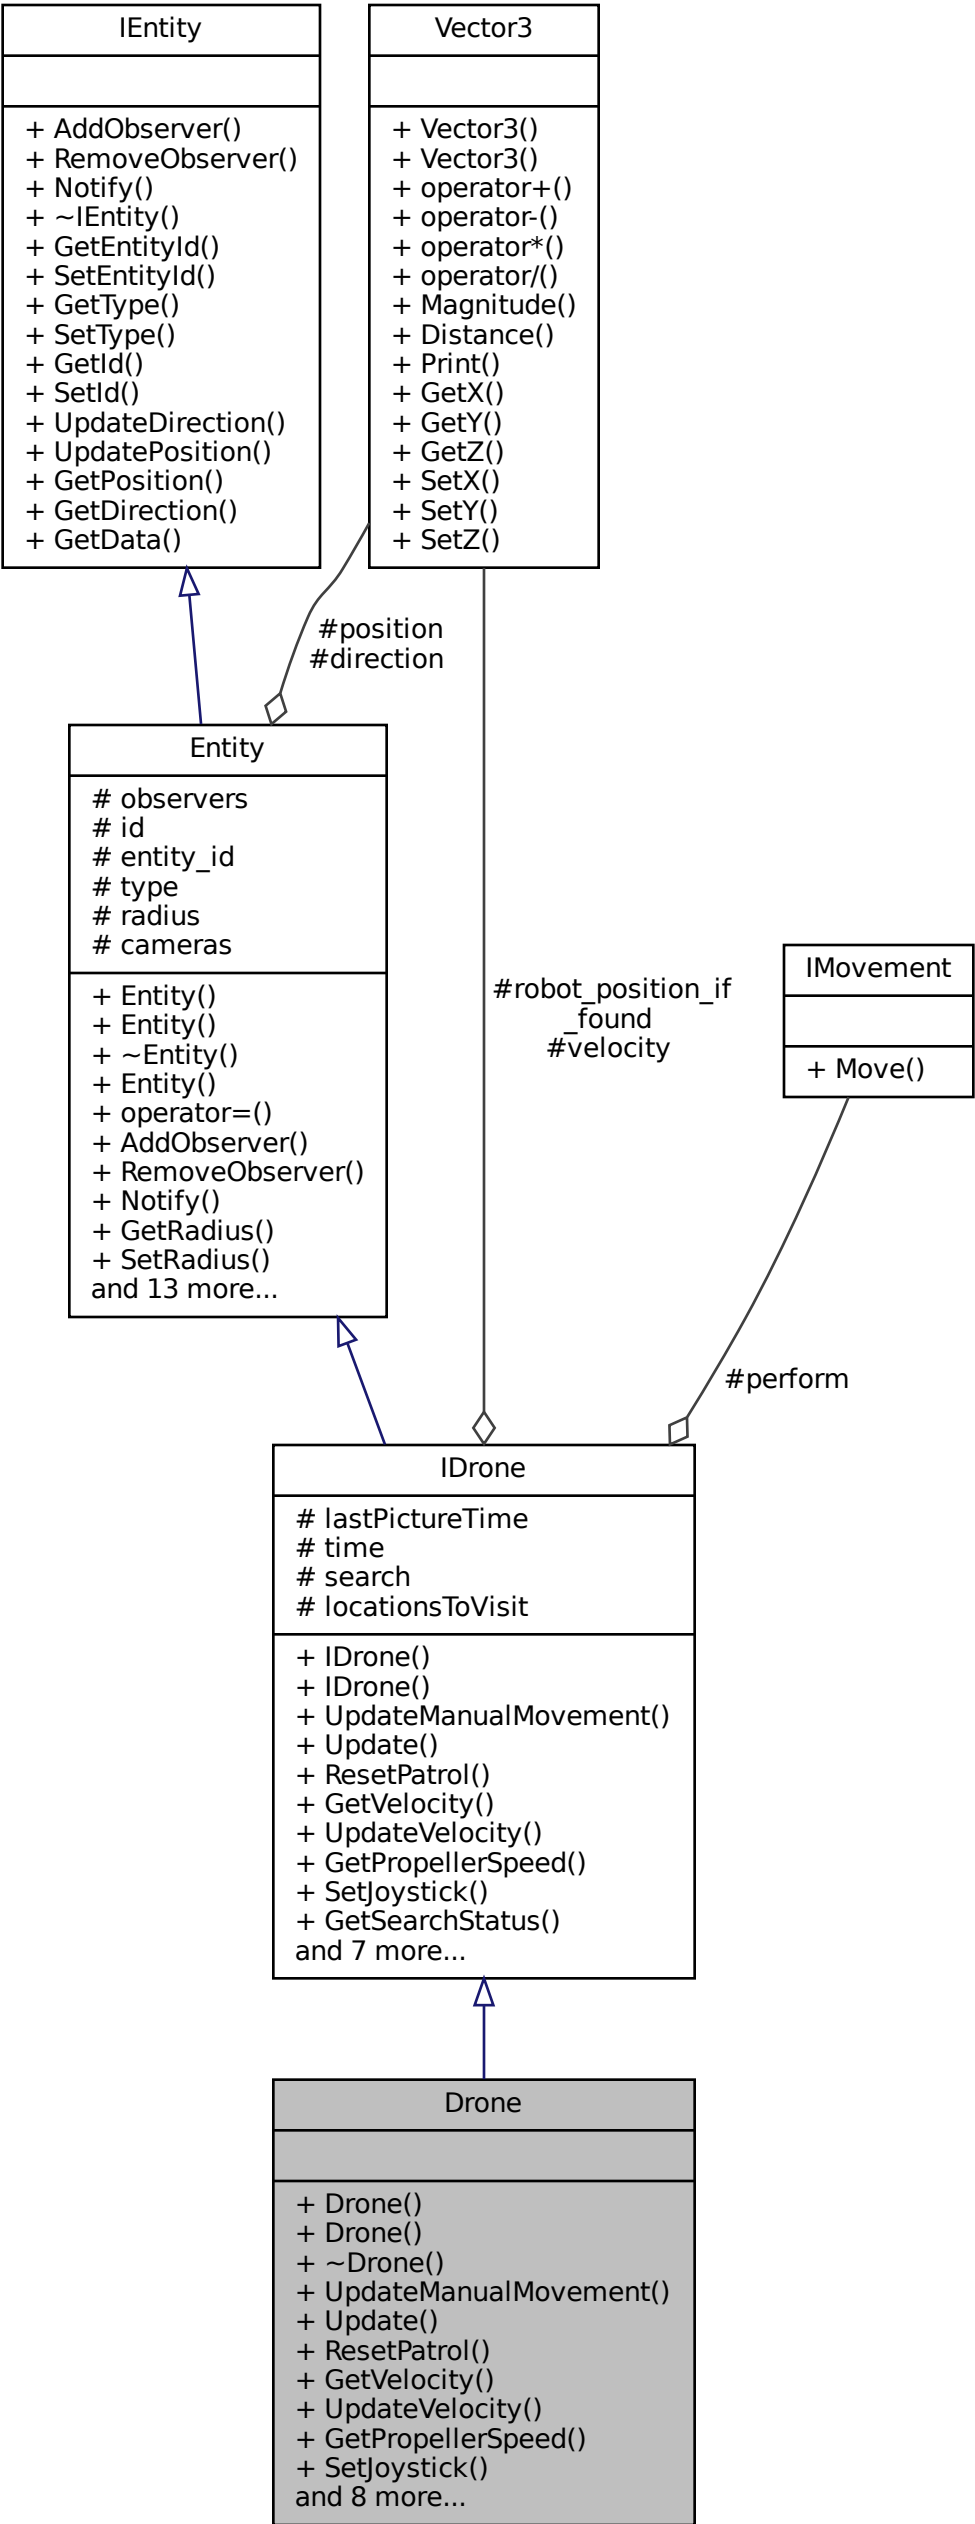 IEntity
+ AddObserver()
+ RemoveObserver()
+ Notify()
+ ~IEntity()
+ GetEntityId()
+ SetEntityId()
+ GetType()
+ SetType()
+ GetId()
+ SetId()
+ UpdateDirection()
+ UpdatePosition()
+ GetPosition()
+ GetDirection()
+ GetData()
Vector3
+ Vector3()
+ Vector3()
+ operator+()
+ operator-()
+ operator*()
+ operator/()
+ Magnitude()
+ Distance()
+ Print()
+ GetX()
+ GetY()
+ GetZ()
+ SetX()
+ SetY()
+ SetZ()
#position
#direction
Entity
# observers
# id
# entity_id
# type
# radius
# cameras
+ Entity()
+ Entity()
+ ~Entity()
+ Entity()
+ operator=()
+ AddObserver()
+ RemoveObserver()
+ Notify()
+ GetRadius()
+ SetRadius()
and 13 more...
#robot_position_if
_found
#velocity
IMovement
+ Move()
#perform
IDrone
# lastPictureTime
# time
# search
# locationsToVisit
+ IDrone()
+ IDrone()
+ UpdateManualMovement()
+ Update()
+ ResetPatrol()
+ GetVelocity()
+ UpdateVelocity()
+ GetPropellerSpeed()
+ SetJoystick()
+ GetSearchStatus()
and 7 more...
Drone
+ Drone()
+ Drone()
+ ~Drone()
+ UpdateManualMovement()
+ Update()
+ ResetPatrol()
+ GetVelocity()
+ UpdateVelocity()
+ GetPropellerSpeed()
+ SetJoystick()
and 8 more...